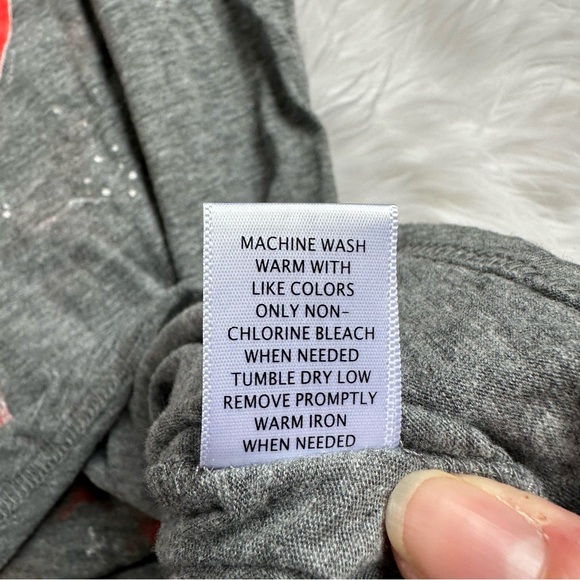 MACHINE WASH
WARM WITH
LIKE COLORS
ONLY NON-
CHLORINE BLEACH
WHEN NEEDED
TUMBLE DRY LOW
REMOVE PROMPTLY
WARM IRON
WHEN NEEDED